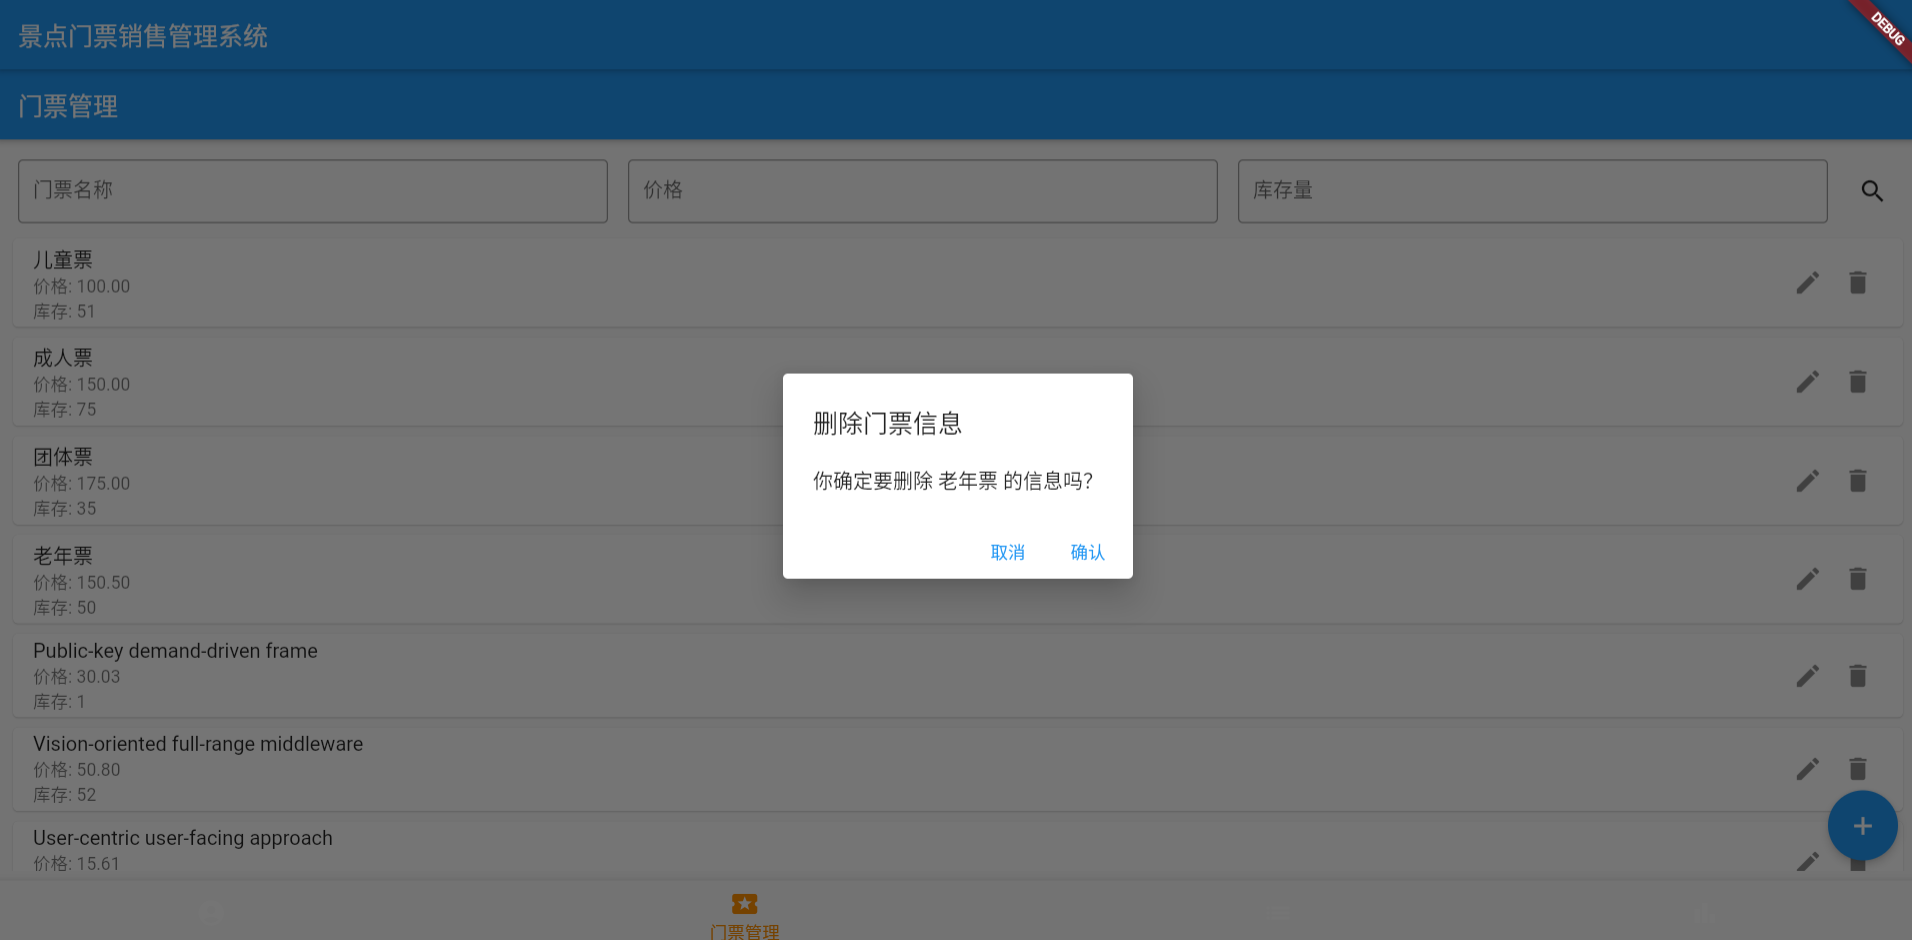 景点门票销售管理系统
DEBUG
门票管理
门票名称
价格
库存量
儿童票
价格: 100.00
库存: 51
成人票
价格: 150.00
库存: 75
团体票
价格: 175.00
库存: 35
老年票
价格: 150.50
库存: 50
Public-key demand-driven frame
价格: 30.03
库存: 1
Vision-oriented full-range middleware
价格: 50.80
库存: 52
User-centric user-facing approach
价格: 15.61
删除门票信息
你确定要删除 老年票 的信息吗?
取消
确认
门票管理